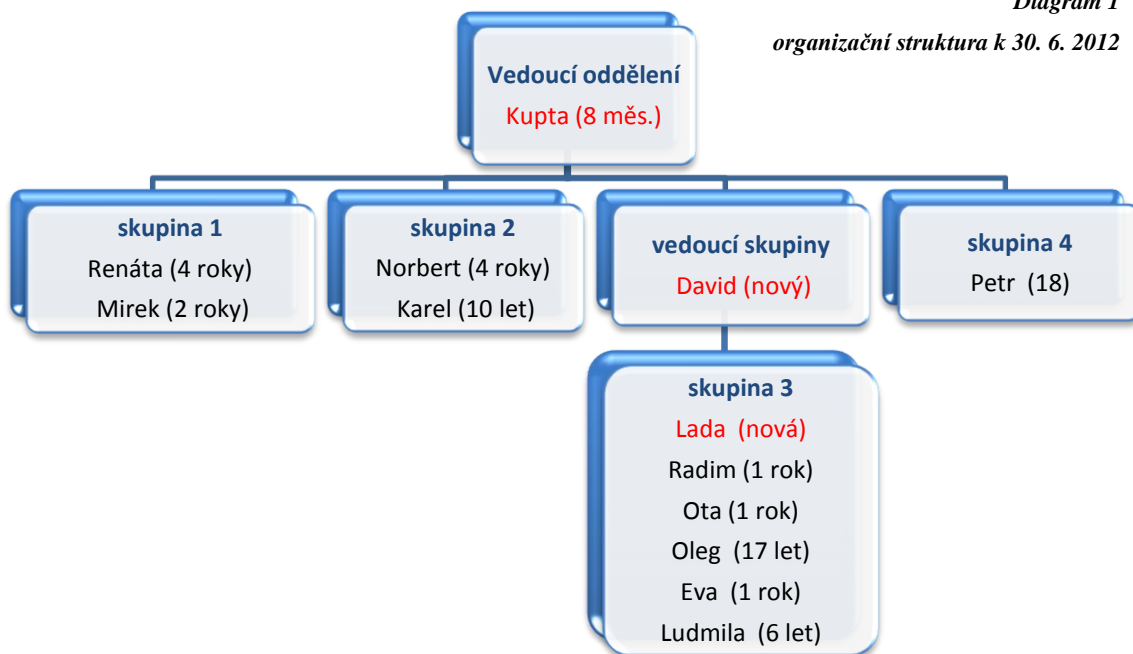 Diagram 1
organizační struktura k 30. 6. 2012
Vedoucí oddělení
Kupta (8 měs.)
skupina 1
Renáta (4 roky)
Mirek (2 roky)
skupina 2
Norbert (4 roky)
Karel (10 let)
vedoucí skupiny
David (nový)
skupina 4
Petr (18)
skupina 3
Lada (nová)
Radim (1 rok)
Ota (1 rok)
Oleg (17 let)
Eva (1 rok)
Ludmila (6 let)